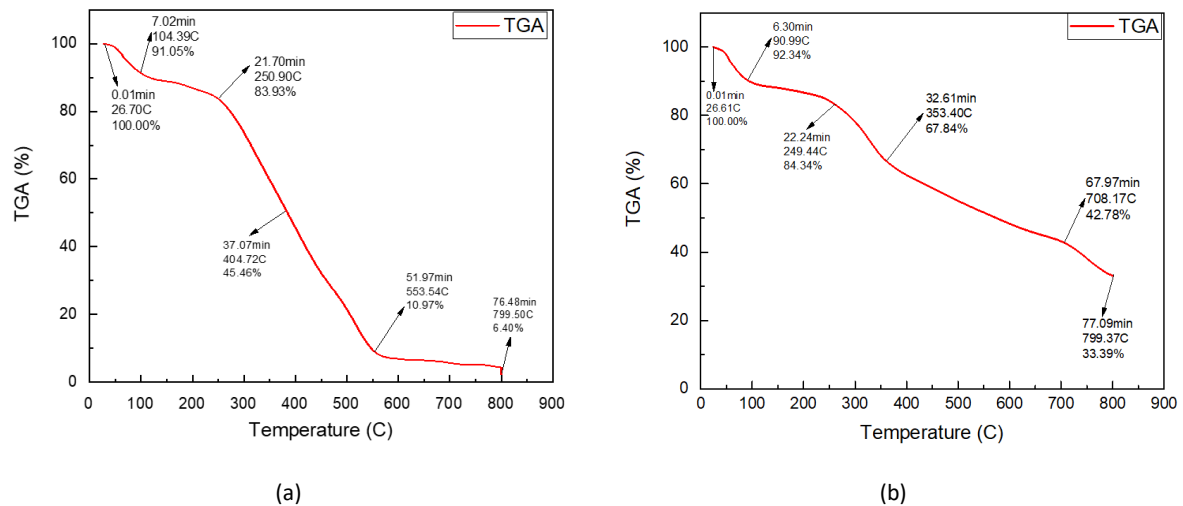 TGA
7.02min
104.39C
91.05%
0.01min
26.70C
100.00%
21.70min
250.90C
83.93%
37.07min
404.72C
45.46%
51.97min
553.54C
10.97%
76.48min
799.50C
6.40%
100
80
60
40
20
0
TGA (%)
0 100 200 300 400 500 600 700 800 900
Temperature (C)
(a)
TGA
6.30min
90.99C
92.34%
0.01min
26.61C
100.00%
22.24min
249.44C
84.34%
32.61min
353.40C
67.84%
67.97min
708.17C
42.78%
77.09min
799.37C
33.39%
100
80
60
40
20
0
TGA (%)
0 100 200 300 400 500 600 700 800 900
Temperature (C)
(b)